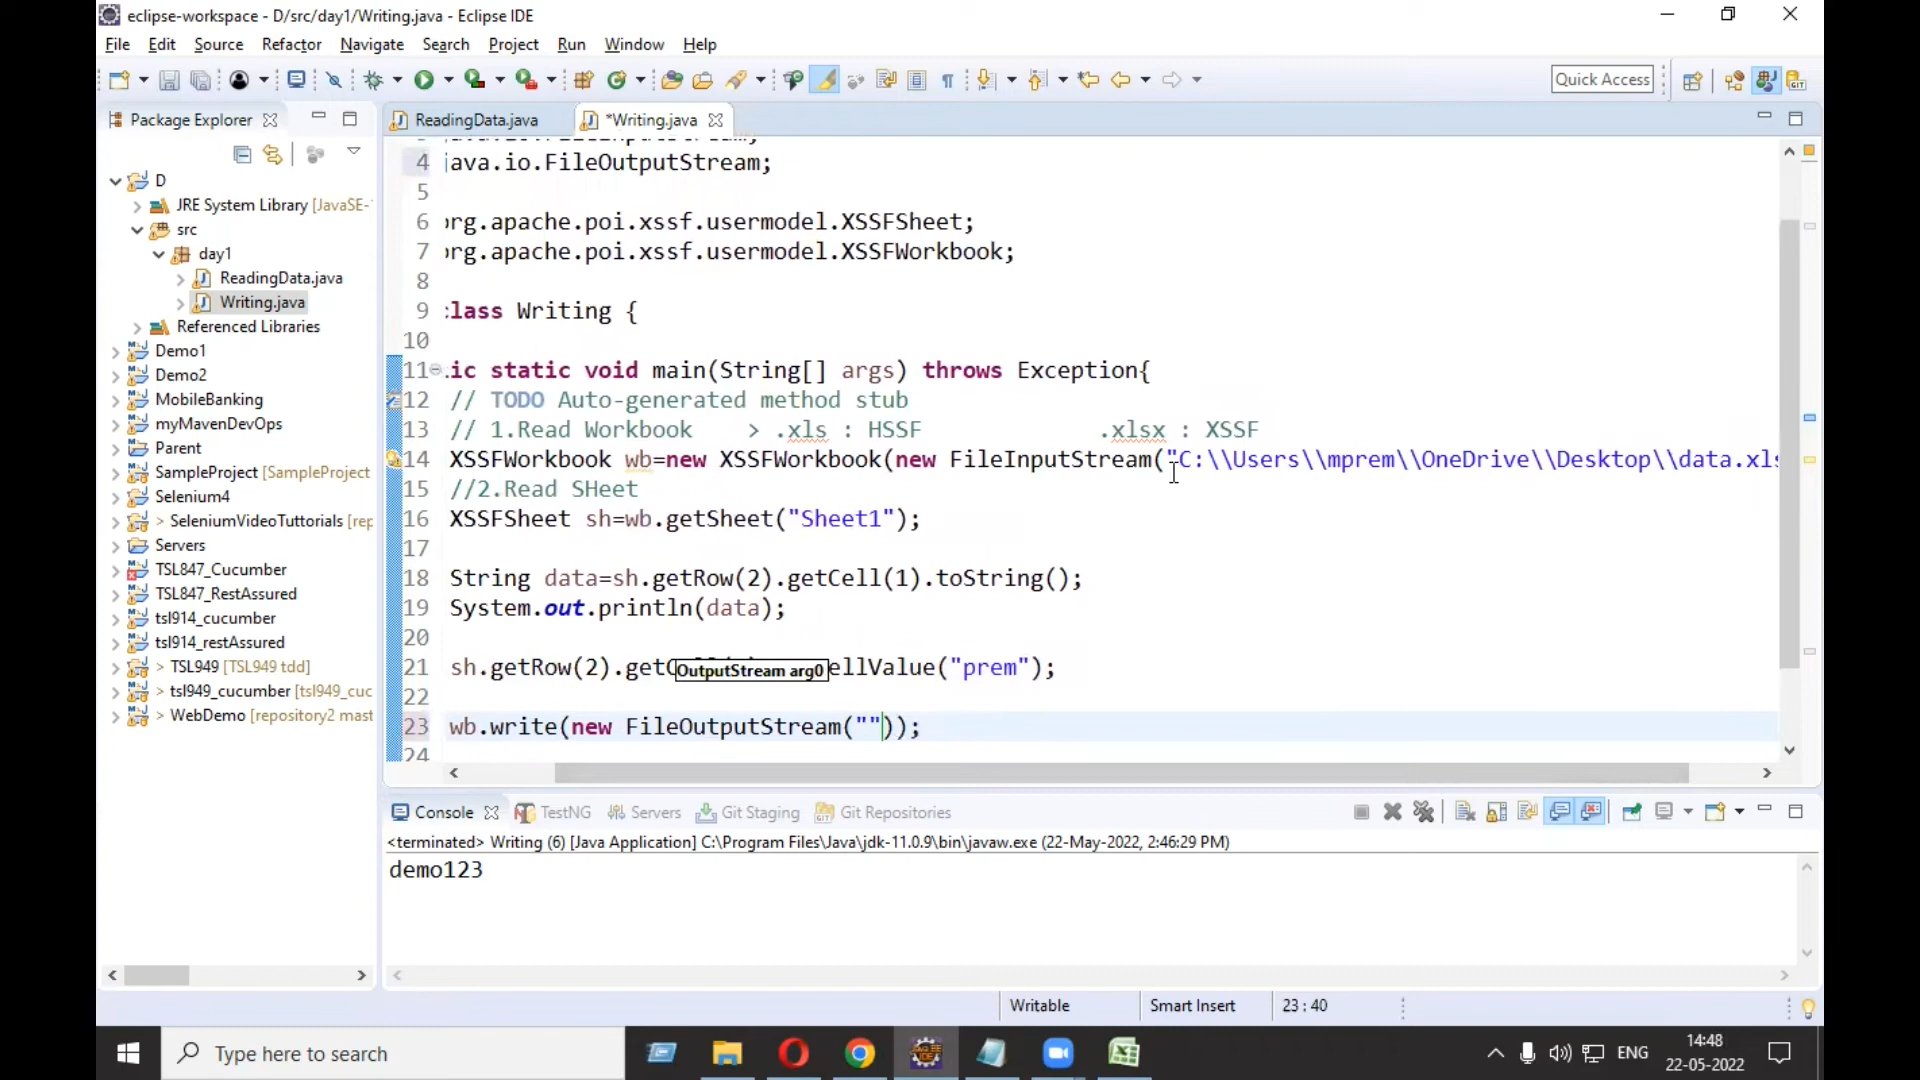 eclipse-workspace - D/src/day1/Writing.java - Eclipse IDE
File Edit Source Refactor Navigate Search Project Run Window Help
Quick Access
Package Explorer
ReadingData.java
*Writing.java
D
JRE System Library [JavaSE-
src
day1
ReadingData.java
Writing.java
Referenced Libraries
Demo1
Demo2
MobileBanking
myMavenDevOps
Parent
SampleProject [SampleProject
Selenium4
> SeleniumVideoTuttorials [rep
Servers
TSL847_Cucumber
TSL847_RestAssured
tsl914_cucumber
tsl914_restAssured
> TSL949 [TSL949 tdd]
> tsl949_cucumber [tsl949_cuc
> WebDemo [repository2 mast
4 java.io.FileOutputStream;
5
6 org.apache.poi.xssf.usermodel.XSSFSheet;
7 org.apache.poi.xssf.usermodel.XSSFWorkbook;
8
9 class Writing {
10
11 ic static void main(String[] args) throws Exception{
12 // TODO Auto-generated method stub
13 // 1.Read Workbook > .xls : HSSF .xlsx : XSSF
14 XSSFWorkbook wb=new XSSFWorkbook(new FileInputStream("C:\\Users\\mprem\\OneDrive\\Desktop\\data.xls
15 //2.Read SHeet
16 XSSFSheet sh=wb.getSheet("Sheet1");
17
18 String data=sh.getRow(2).getCell(1).toString();
19 System.out.println(data);
20
21 sh.getRow(2).getC ellValue("prem");
OutputStream arg0
22
23 wb.write(new FileOutputStream(""));
24
Console TestNG Servers Git Staging Git Repositories
<terminated> Writing (6) [Java Application] C:\Program Files\Java\jdk-11.0.9\bin\javaw.exe (22-May-2022, 2:46:29 PM)
demo123
Writable Smart Insert 23 : 40
Type here to search
ENG
14:48
22-05-2022